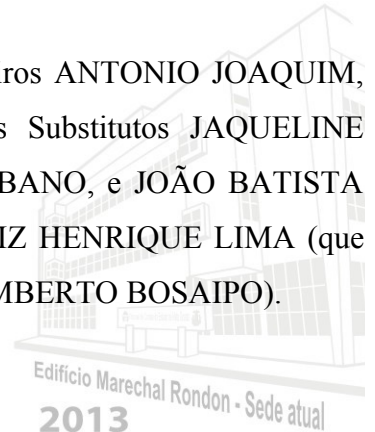 iros ANTONIO JOAQUIM,
s Substitutos JAQUELINE
BANO, e JOÃO BATISTA
IZ HENRIQUE LIMA (que
MBERTO BOSAIPO).
Edifício Marechal Rondon - Sede atual
2013